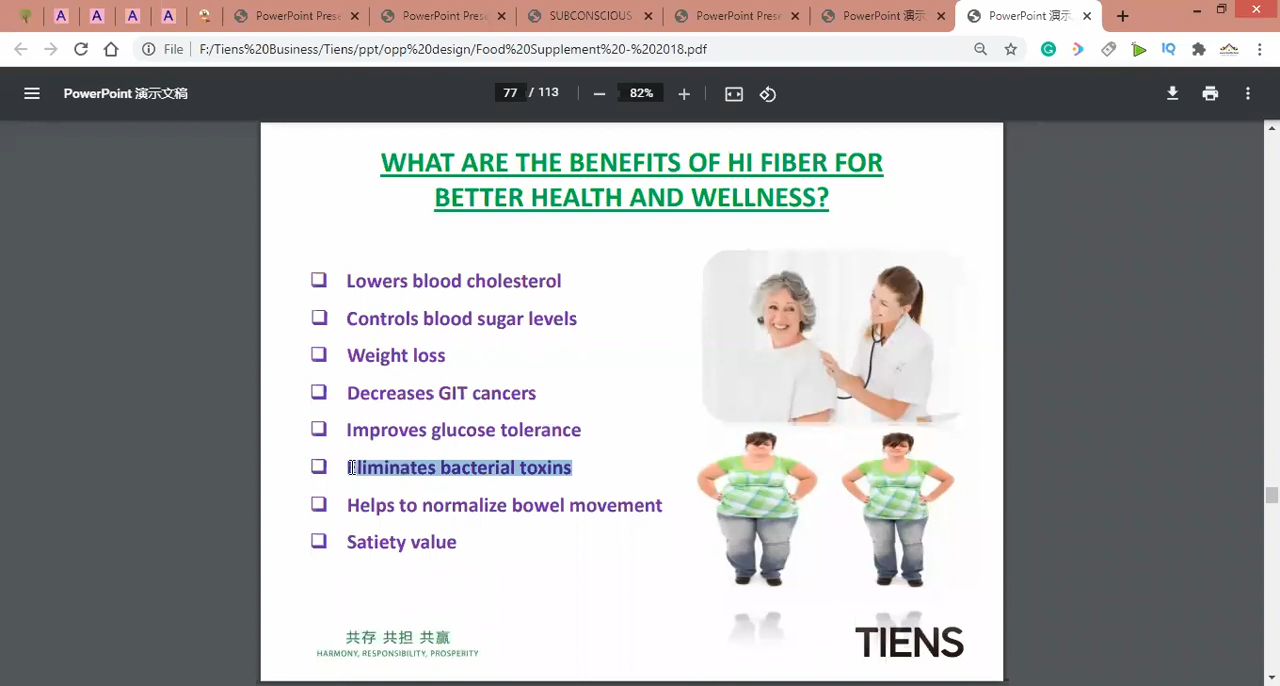 A
A
A
A
PowerPoint Prese
PowerPoint Prese
SUBCONSCIOUS
PowerPoint Prese
PowerPoint 演示
PowerPoint 演示
File
F:/Tiens%20Business/Tiens/ppt/opp%20design/Food%20Supplement%20-%202018.pdf
IQ
PowerPoint 演示文稿
77 / 113
82%
WHAT ARE THE BENEFITS OF HI FIBER FOR
BETTER HEALTH AND WELLNESS?
Lowers blood cholesterol
Controls blood sugar levels
Weight loss
Decreases GIT cancers
Improves glucose tolerance
Eliminates bacterial toxins
Helps to normalize bowel movement
Satiety value
共存 共担 共赢
HARMONY, RESPONSIBILITY, PROSPERITY
TIENS